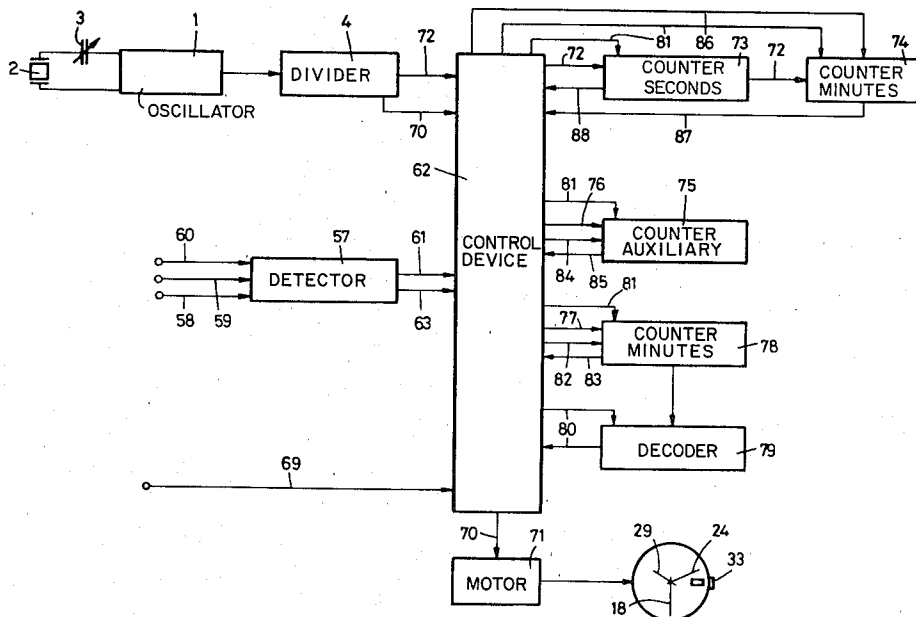 1
4
86
3
81
73
74
2
72
72
72
DIVIDER
COUNTER
SECONDS
COUNTER
MINUTES
OSCILLATOR
70
88
87
62
81
76
75
60
57
61
CONTROL
DEVICE
COUNTER
AUXILIARY
DETECTOR
84
85
58
59
63
81
77
COUNTER
MINUTES
78
82
83
80
DECODER
79
69
70
71
29
24
33
MOTOR
18